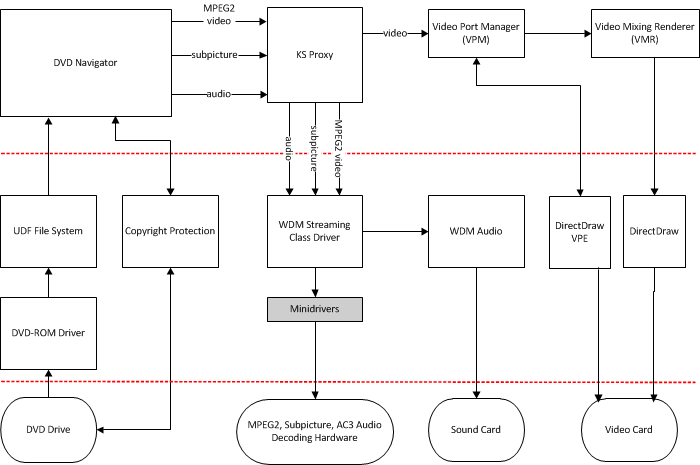 MPEG2
video
DVD Navigator
subpicture
audio
KS Proxy
video
Video Port Manager
(VPM)
Video Mixing Renderer
(VMR)
audio
subpicture
MPEG2 video
UDF File System
Copyright Protection
WDM Streaming
Class Driver
WDM Audio
DirectDraw
VPE
DirectDraw
DVD-ROM Driver
Minidrivers
DVD Drive
MPEG2, Subpicture, AC3 Audio
Decoding Hardware
Sound Card
Video Card